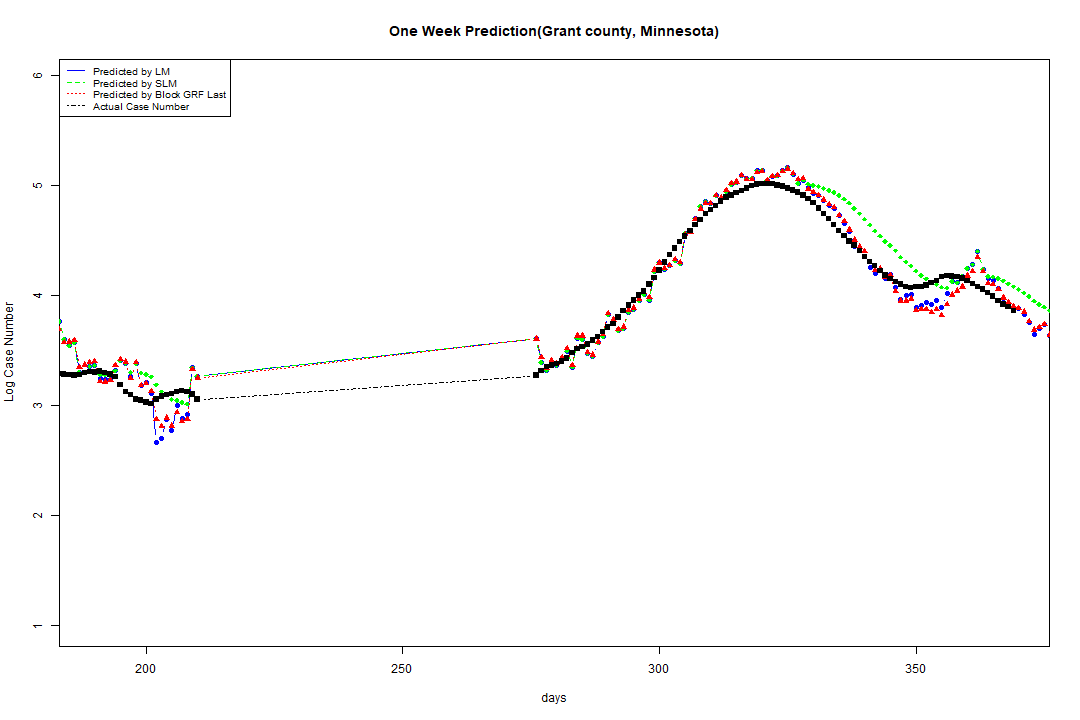 One Week Prediction(Grant county, Minnesota)
Predicted by LM
Predicted by SLM
Predicted by Block GRF Last
Actual Case Number
6
5
4
3
2
1
Log Case Number
200
250
300
350
days